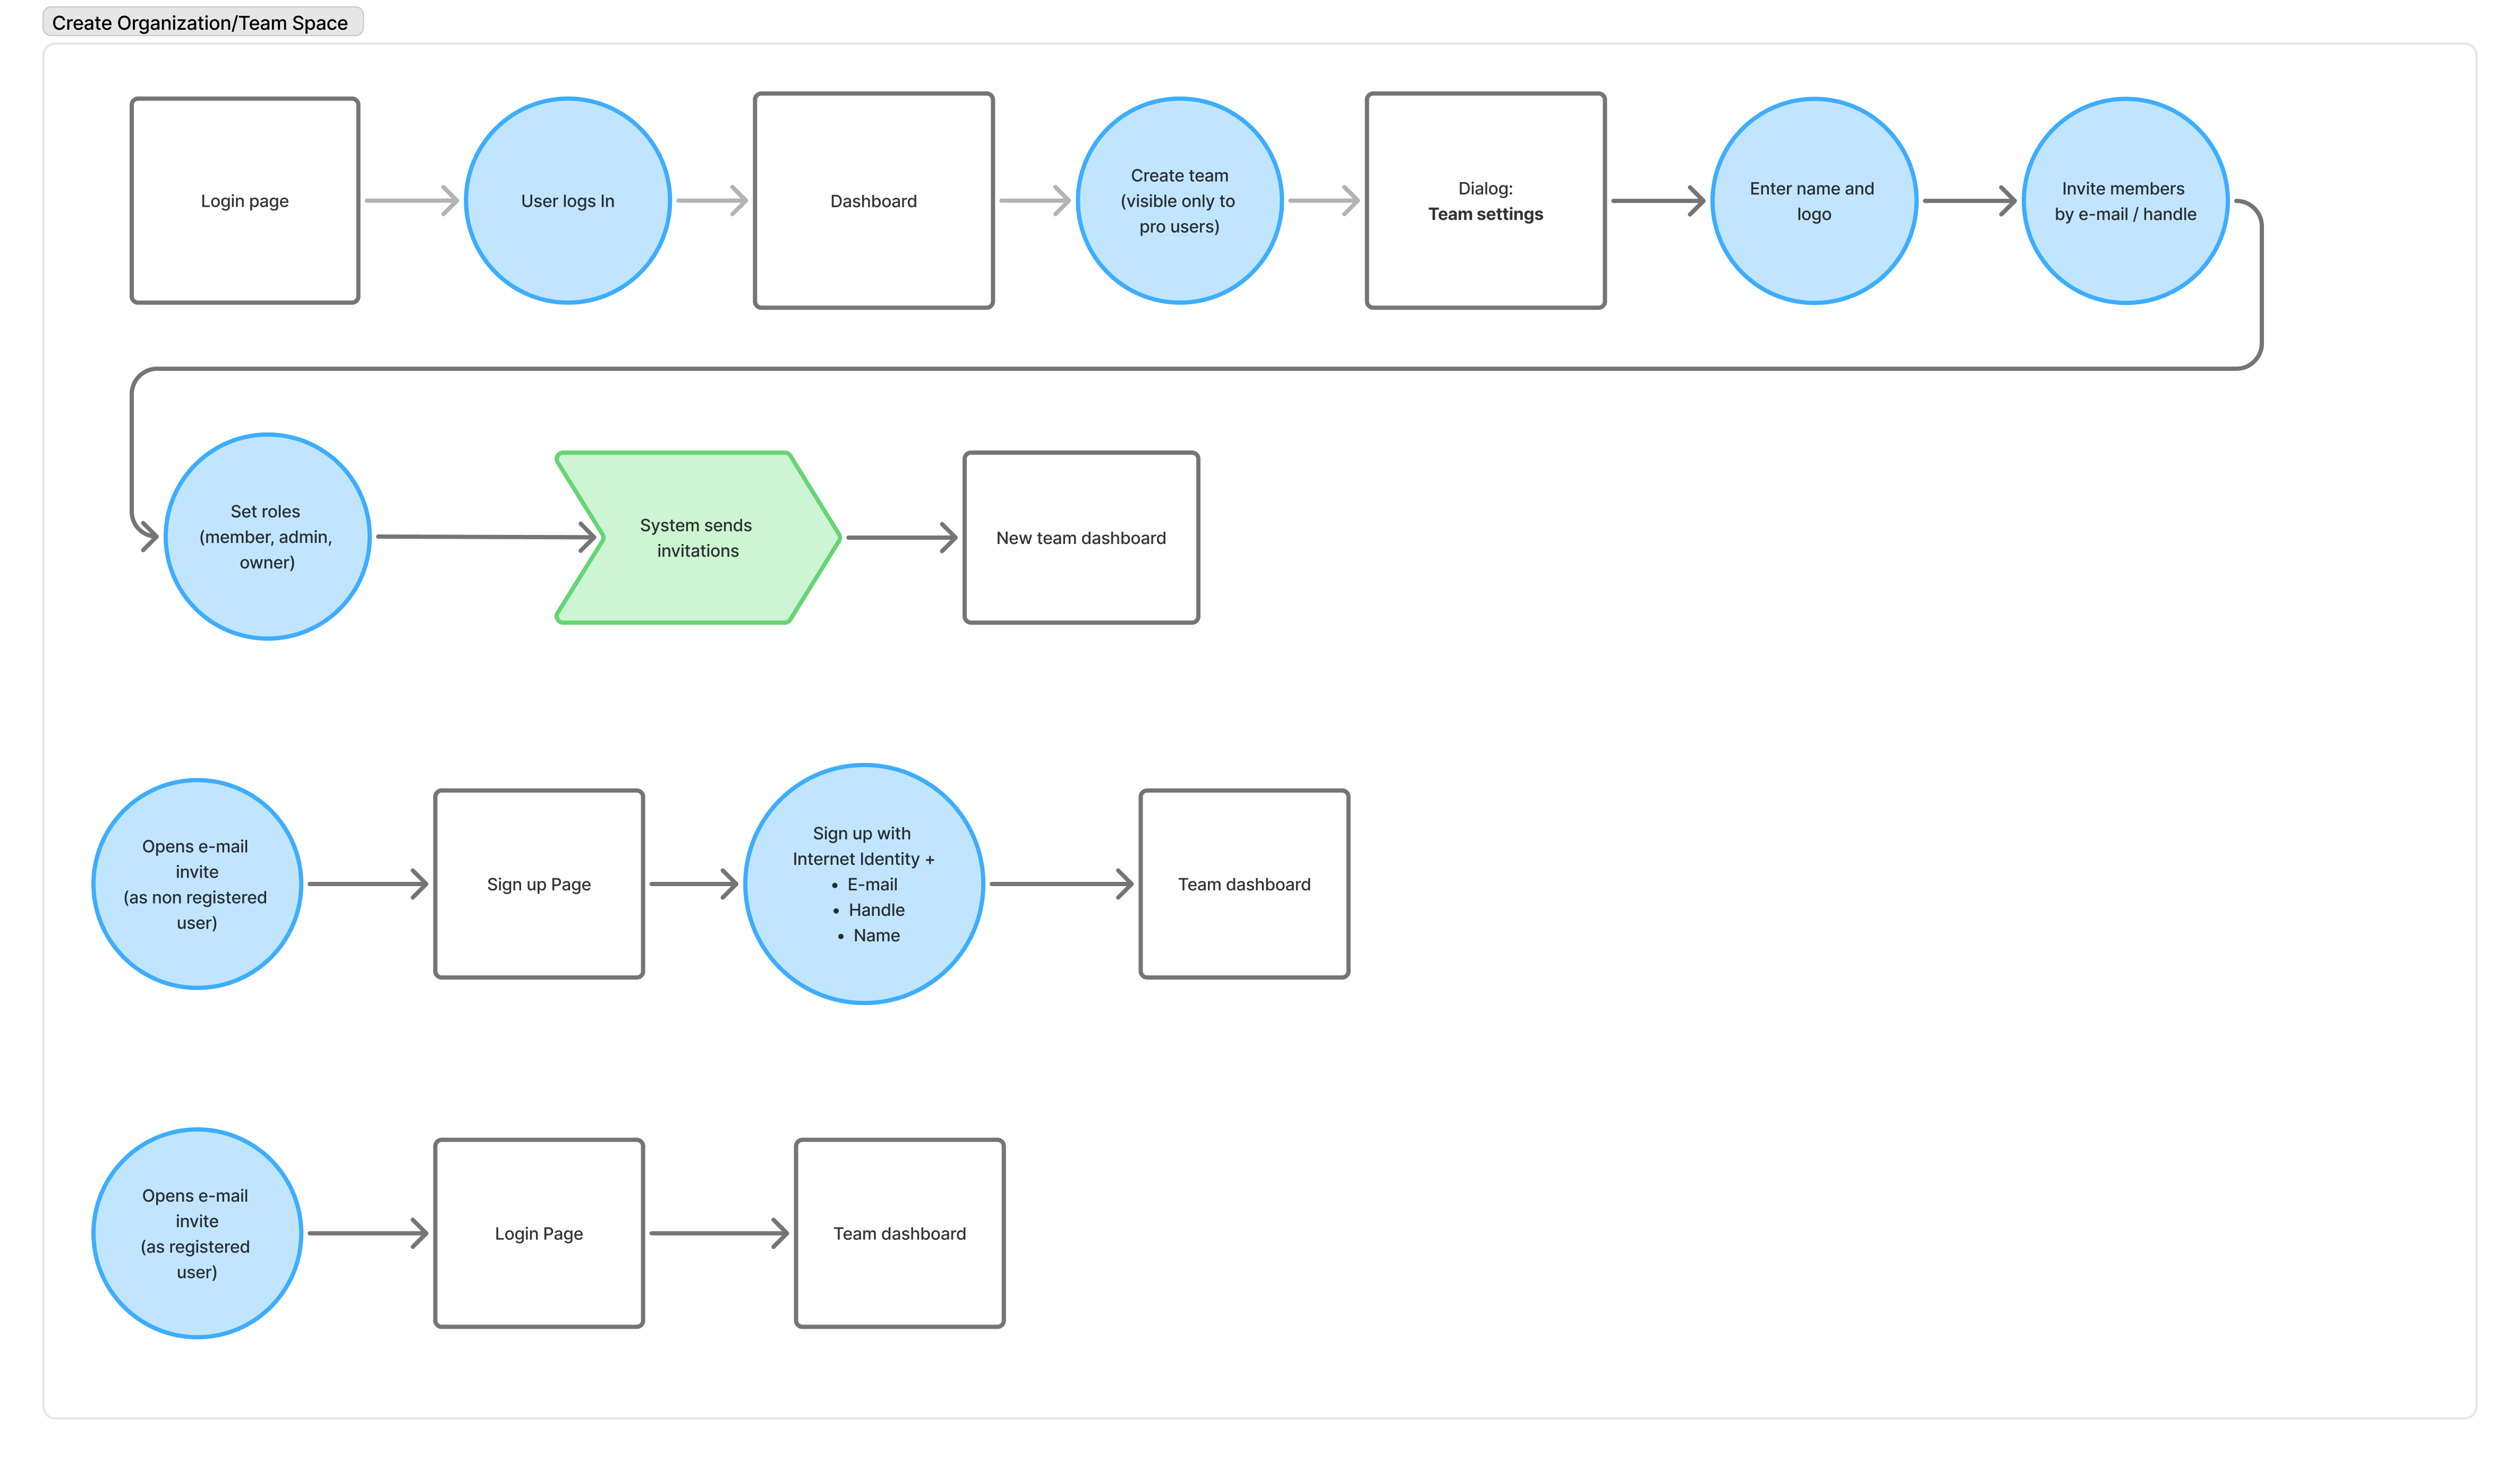 Create Organization/Team Space
Login page
User logs In
Dashboard
Create team
(visible only to
pro users)
Dialog:
Team settings
Enter name and
logo
Invite members
by e-mail / handle
Set roles
(member, admin,
owner)
System sends
invitations
New team dashboard
Opens e-mail
invite
(as non registered
user)
Sign up Page
Sign up with
Internet Identity +
• E-mail
• Handle
• Name
Team dashboard
Opens e-mail
invite
(as registered
user)
Login Page
Team dashboard